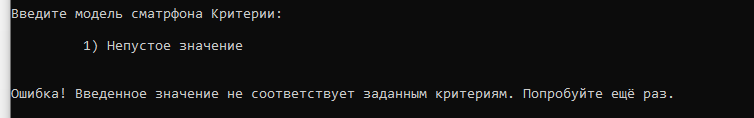 Введите модель сматрфона Критерии:
1) Непустое значение
Ошибка! Введенное значение не соответствует заданным критериям. Попробуйте ещё раз.